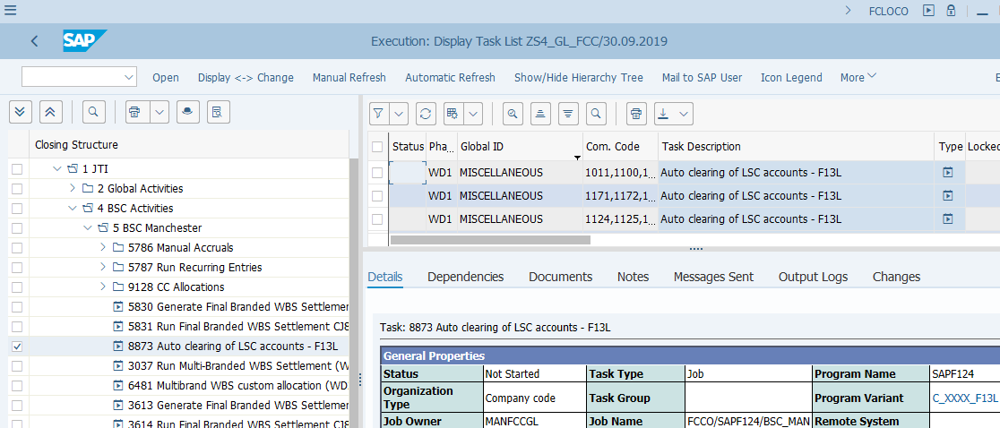 FCLOCO
SAP
Execution: Display Task List ZS4_GL_FCC/30.09.2019
Open Display <-> Change Manual Refresh Automatic Refresh Show/Hide Hierarchy Tree Mail to SAP User Icon Legend More
Closing Structure
1 JTI
2 Global Activities
4 BSC Activities
5 BSC Manchester
5786 Manual Accruals
5787 Run Recurring Entries
9128 CC Allocations
5830 Generate Final Branded WBS Settlemer
5831 Run Final Branded WBS Settlement CJ8
8873 Auto clearing of LSC accounts - F13L
3037 Run Multi-Branded WBS Settlement (W
6481 Multibrand WBS custom allocation (WD
3613 Generate Final Branded WBS Settlemer
3614 Run Final Branded WBS Settlement CJ8
Status Pha... Global ID Com. Code Task Description Type Locked
WD1 MISCELLANEOUS 1011,1100,1... Auto clearing of LSC accounts - F13L
WD1 MISCELLANEOUS 1171,1172,1... Auto clearing of LSC accounts - F13L
WD1 MISCELLANEOUS 1124,1125,1... Auto clearing of LSC accounts - F13L
Details Dependencies Documents Notes Messages Sent Output Logs Changes
Task: 8873 Auto clearing of LSC accounts - F13L
General Properties
Status Not Started Task Type Job Program Name SAPF124
Organization Type Company code Task Group Program Variant C_XXXX_F13L
Job Owner MANFCCGL Job Name FCCO/SAPF124/BSC_MAN Remote System